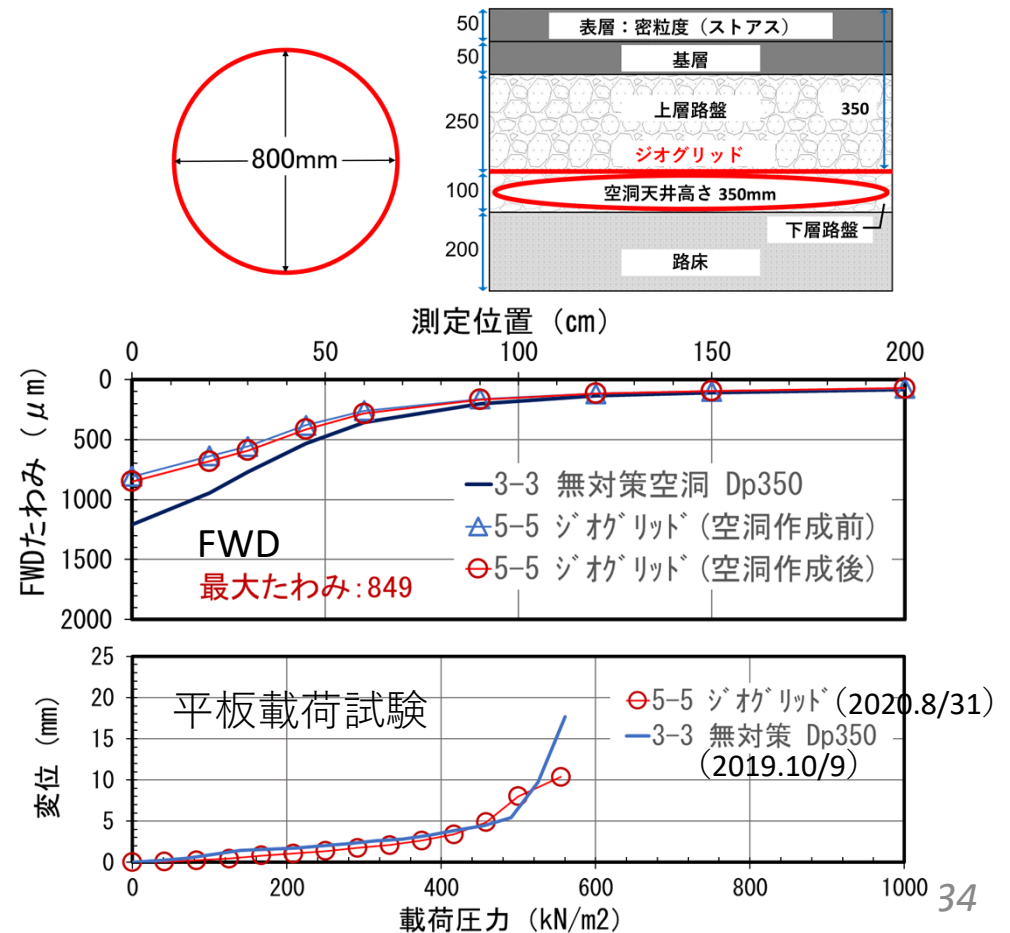 800mm
50
表層：密粒度（ストアス）
50
基層
250
上層路盤
350
ジオグリッド
100
空洞天井高さ 350mm
下層路盤
200
路床
測定位置 (cm)
0 50 100 150 200
FWDたわみ (μm)
0
500
1000
1500
2000
3-3 無対策空洞 Dp350
5-5 ｼﾞｵｸﾞﾘｯﾄﾞ(空洞作成前)
5-5 ｼﾞｵｸﾞﾘｯﾄﾞ(空洞作成後)
FWD
最大たわみ:849
変位 (mm)
25
20
15
10
5
0
平板載荷試験
5-5 ｼﾞｵｸﾞﾘｯﾄﾞ（2020.8/31）
3-3 無対策 Dp350
（2019.10/9）
0 200 400 600 800 1000
載荷圧力 (kN/m2)
34